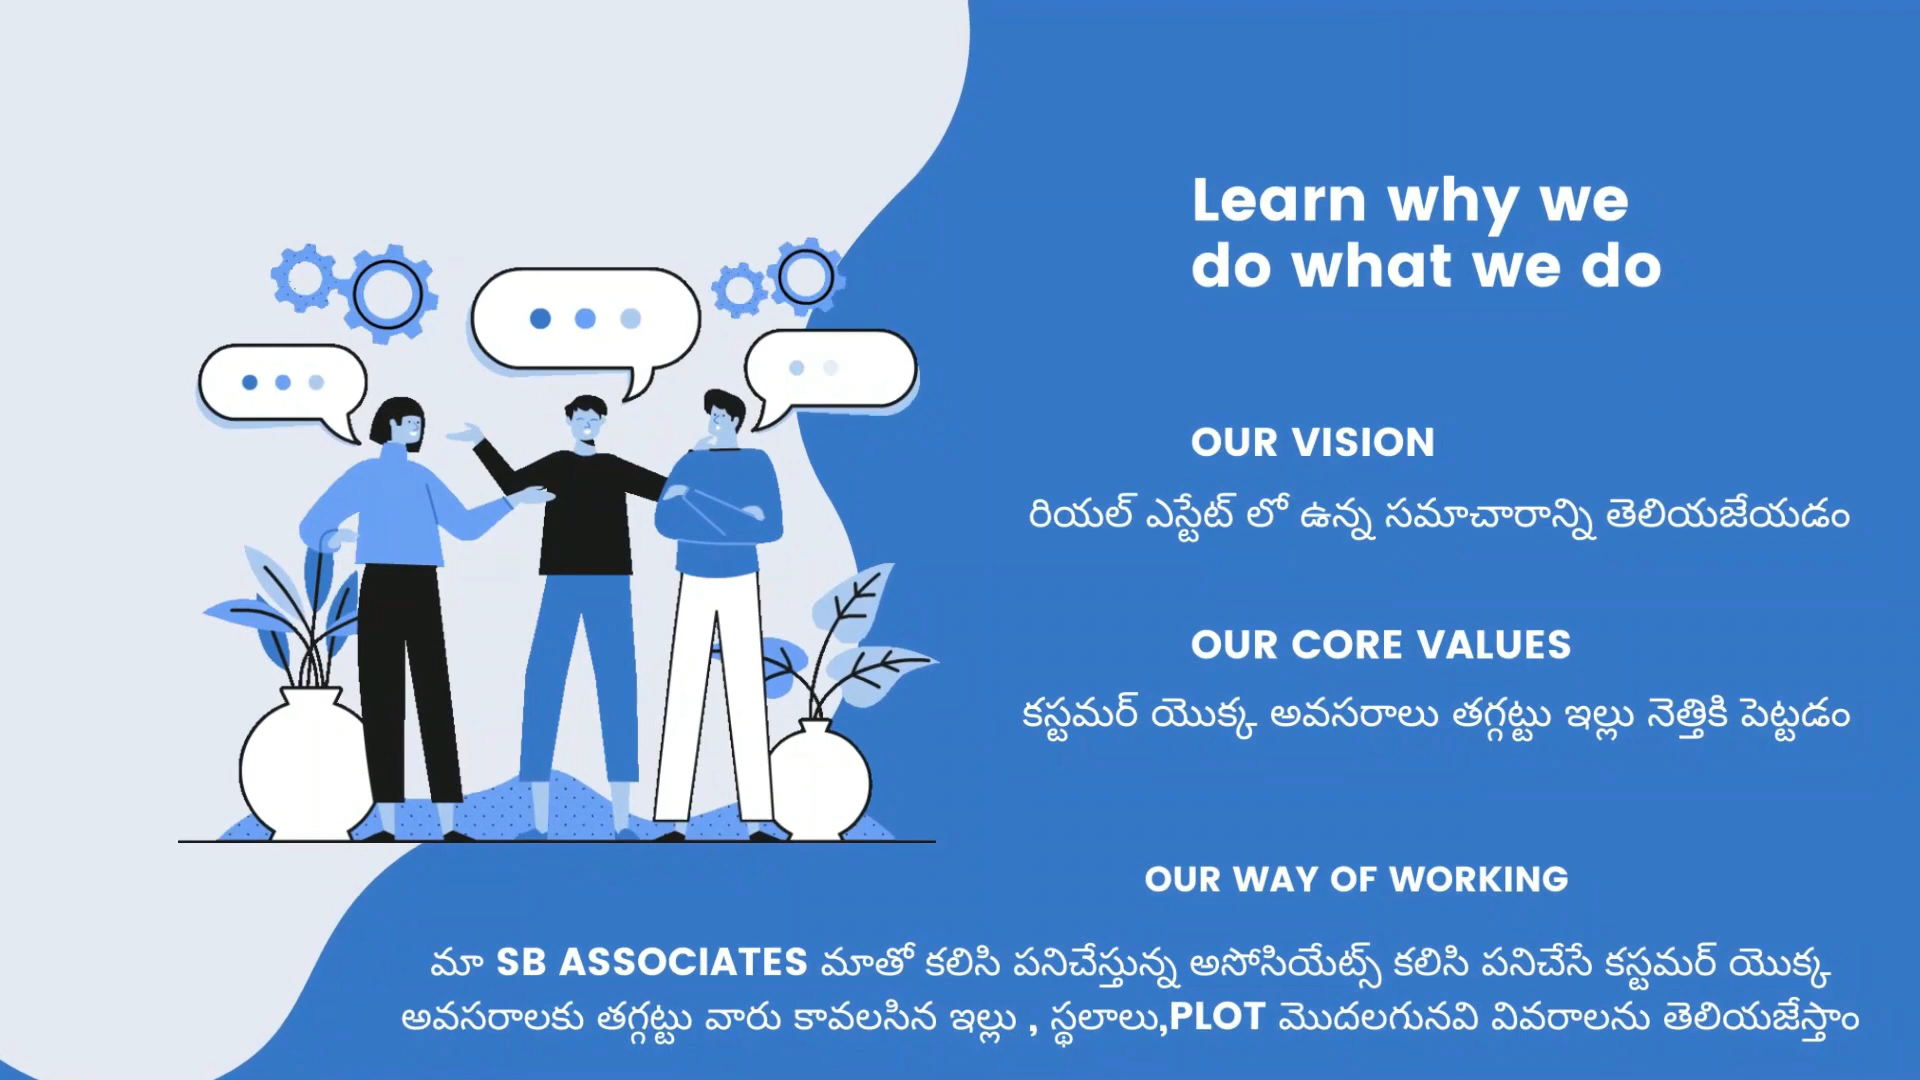 Learn why we
do what we do
OUR VISION
రియల్ ఎస్టేట్ లో ఉన్న సమాచారాన్ని తెలియజేయడం
OUR CORE VALUES
కస్టమర్ యొక్క అవసరాలు తగ్గట్టు ఇల్లు నెత్తికి పెట్టడం
OUR WAY OF WORKING
మా SB ASSOCIATES మాతో కలిసి పనిచేస్తున్న అసోసియేట్స్ కలిసి పనిచేసే కస్టమర్ యొక్క
అవసరాలకు తగ్గట్టు వారు కావలసిన ఇల్లు , స్థలాలు,PLOT మొదలగునవి వివరాలను తెలియజేస్తాం